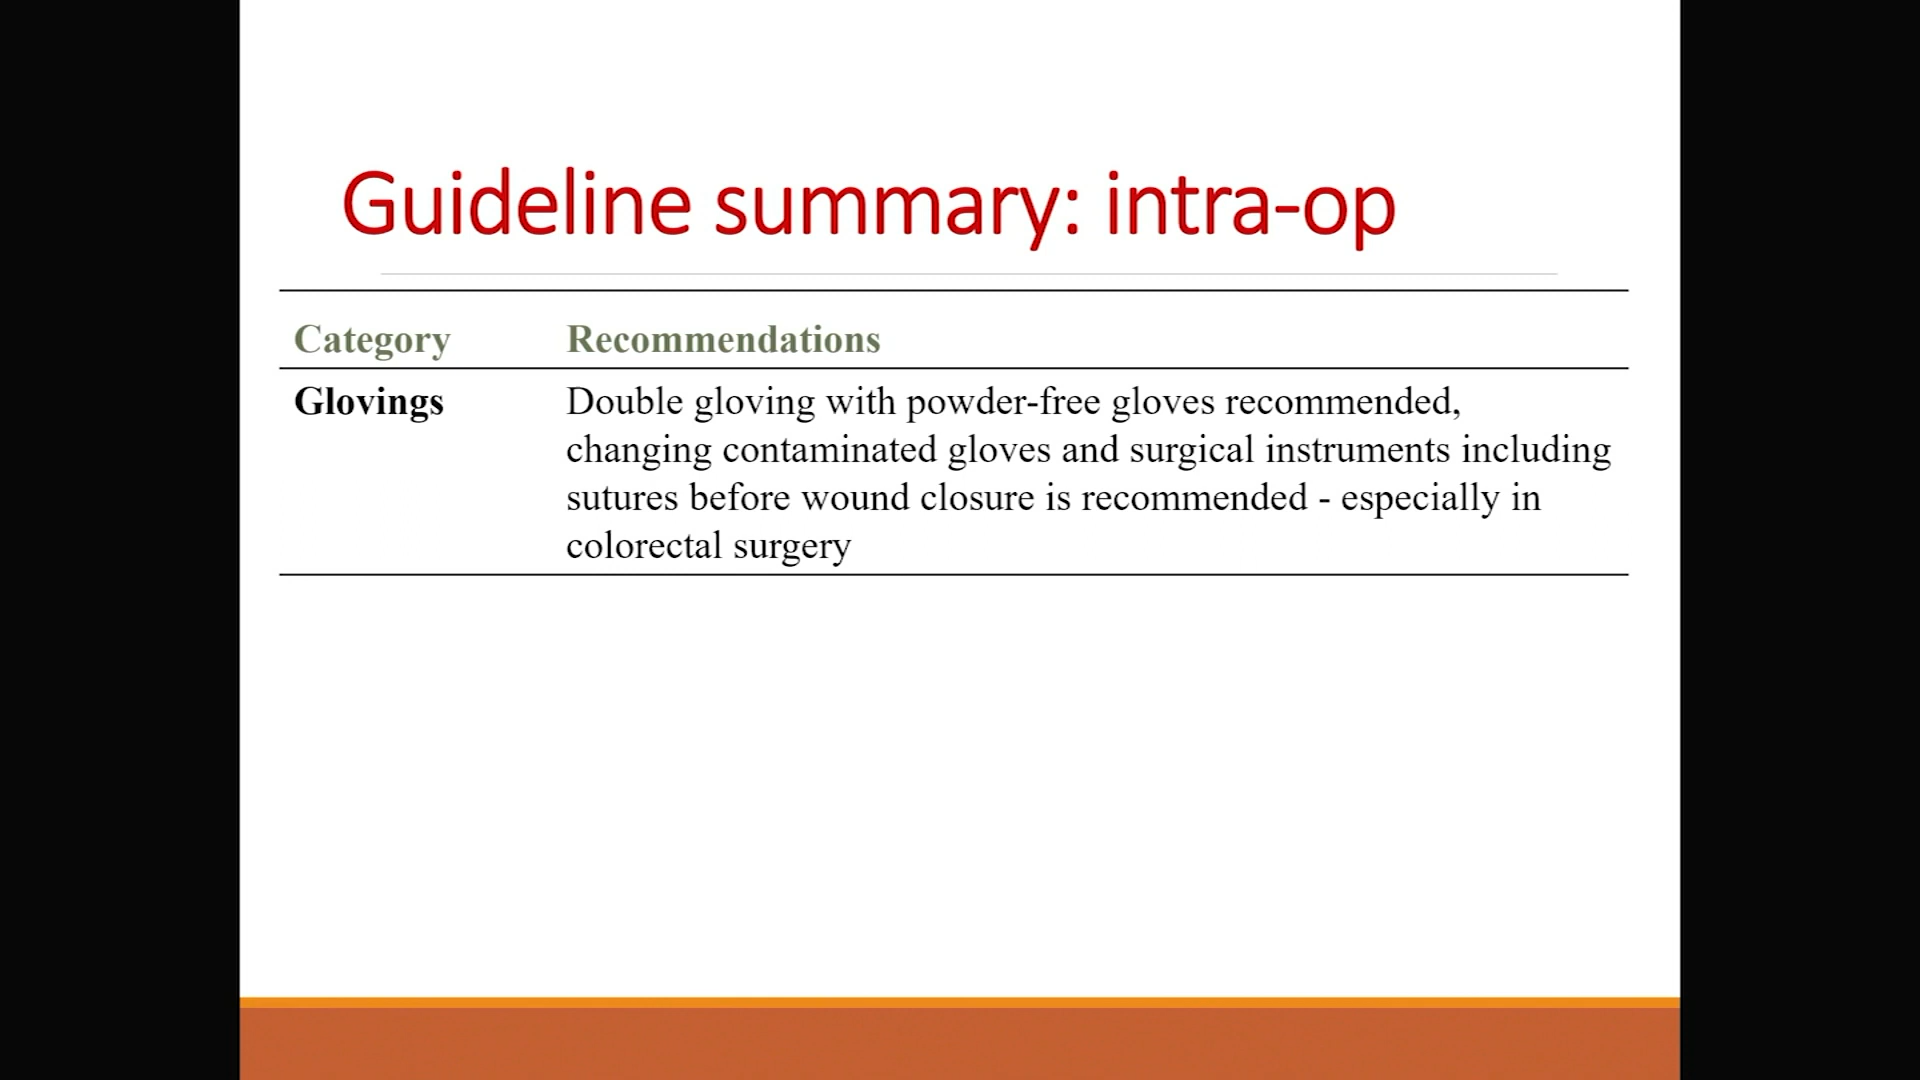 Guideline summary: intra-op
Category Recommendations
Glovings Double gloving with powder-free gloves recommended,
changing contaminated gloves and surgical instruments including
sutures before wound closure is recommended - especially in
colorectal surgery